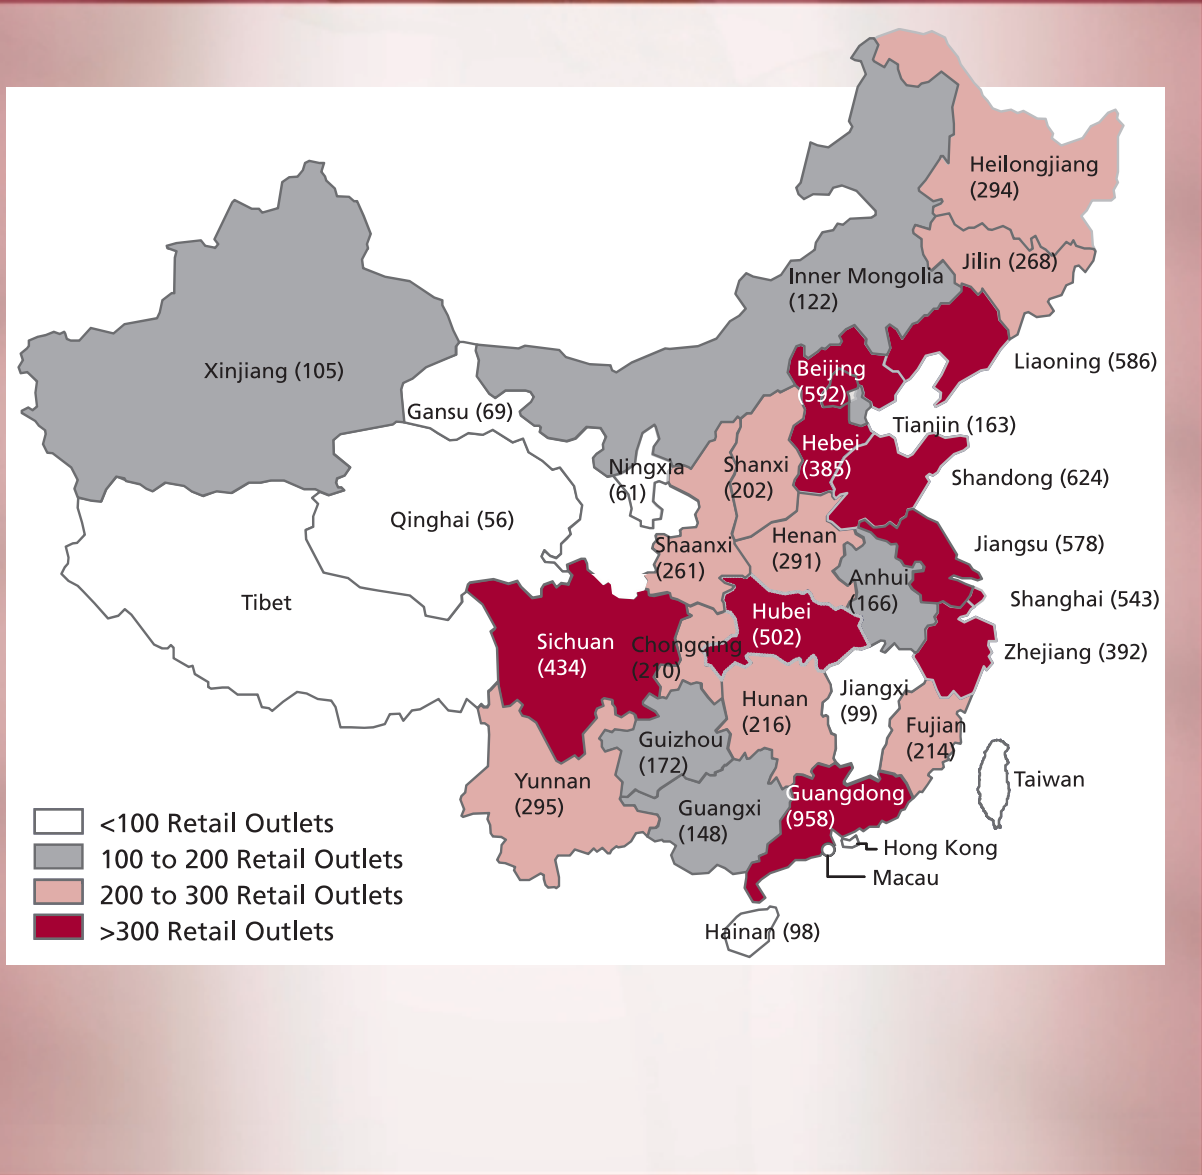 Heilongjiang
(294)
Jilin (268)
Inner Mongolia
(122)
Liaoning (586)
Xinjiang (105)
Beijing
(592)
Gansu (69)
Tianjin (163)
Hebei
(385)
Ningxia
(61)
Shanxi
(202)
Shandong (624)
Qinghai (56)
Henan
(291)
Jiangsu (578)
Shaanxi
(261)
Anhui
(166)
Shanghai (543)
Tibet
Hubei
(502)
Sichuan
(434)
Chongqing
(210)
Zhejiang (392)
Jiangxi
(99)
Hunan
(216)
Fujian
(214)
Guizhou
(172)
Yunnan
(295)
Taiwan
Guangdong
(958)
Guangxi
(148)
Hong Kong
Macau
Hainan (98)
<100 Retail Outlets
100 to 200 Retail Outlets
200 to 300 Retail Outlets
>300 Retail Outlets